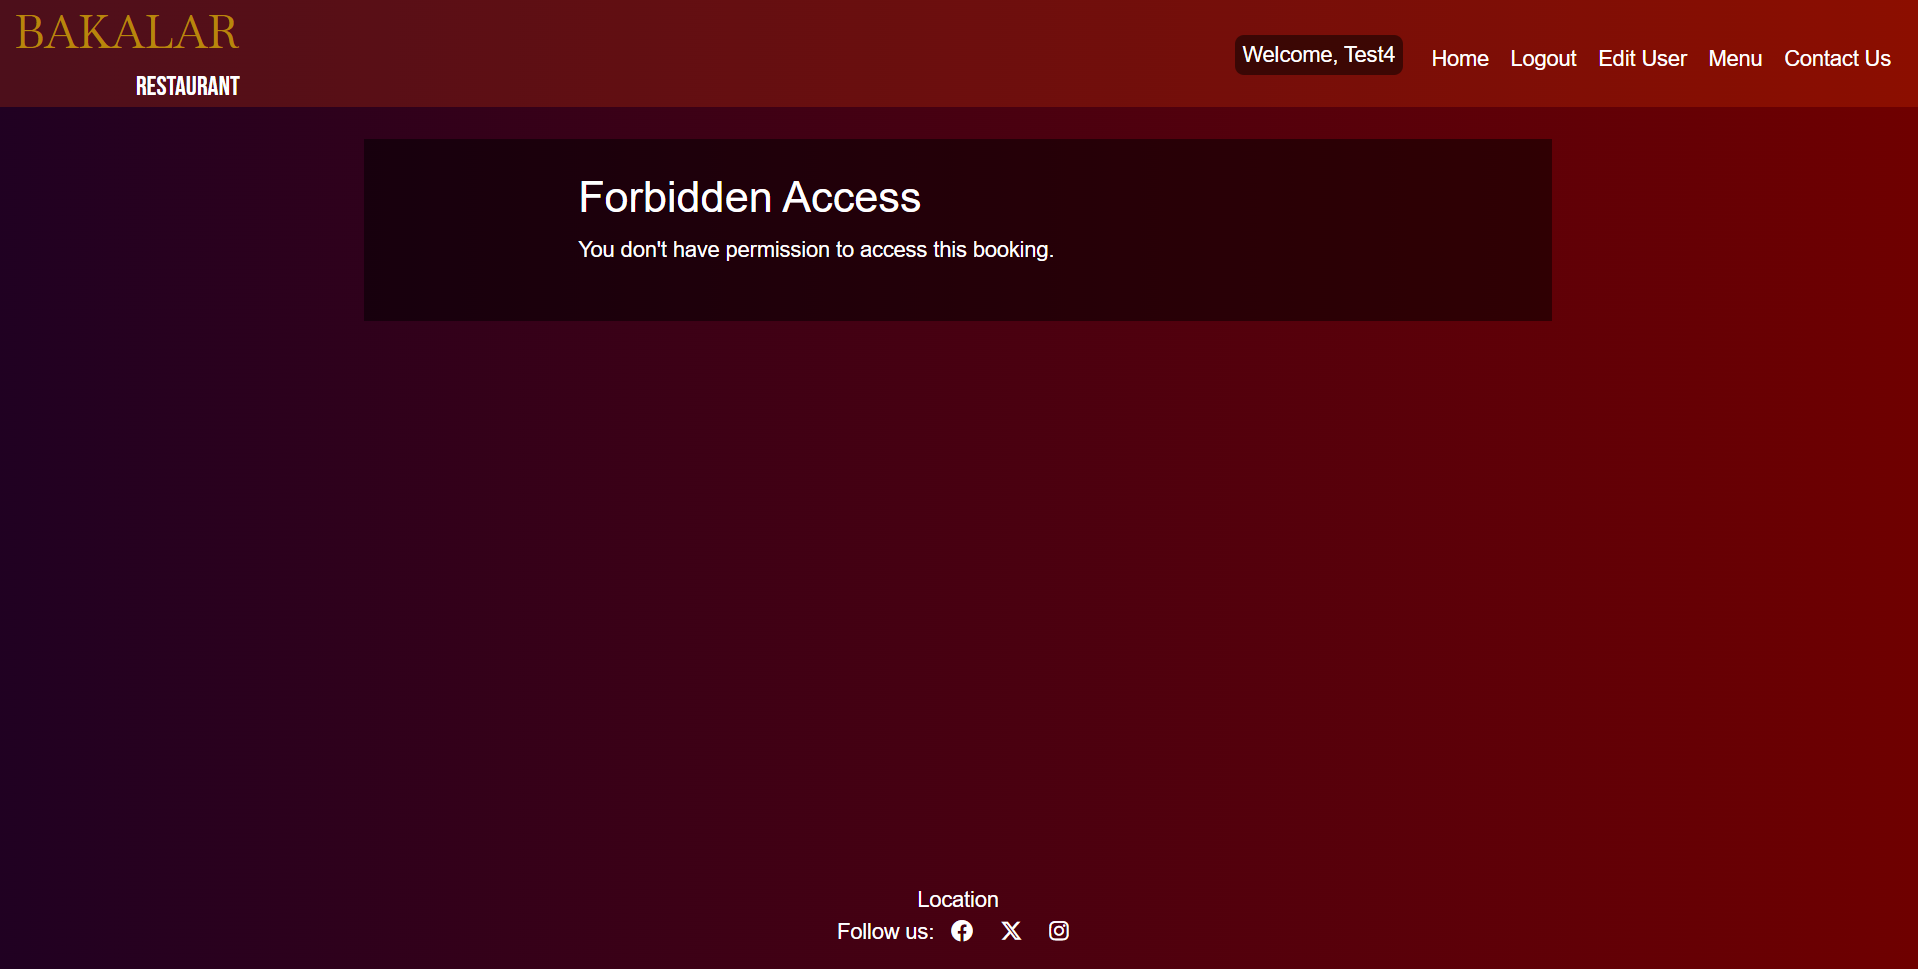 BAKALAR
RESTAURANT
Welcome, Test4
Home
Logout
Edit User
Menu
Contact Us
Forbidden Access
You don't have permission to access this booking.
Location
Follow us: